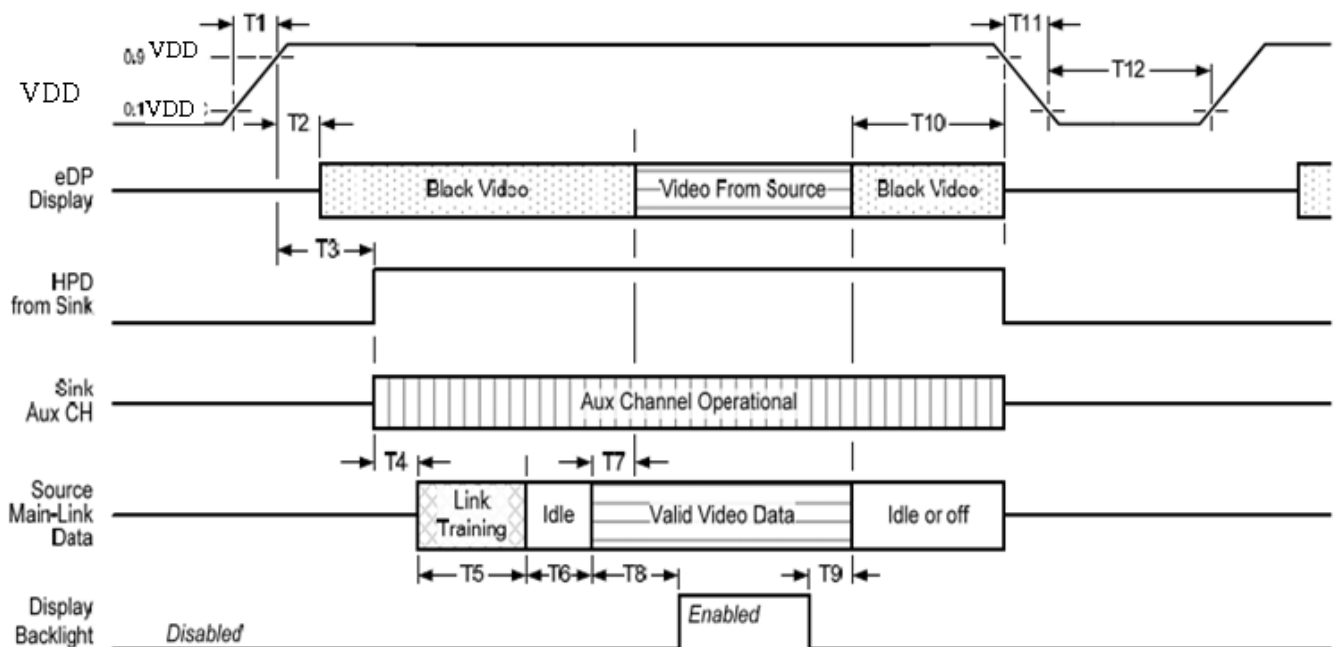 T1
T11
0.9 VDD
VDD
T12
0.1VDD
T2
T10
eDP
Display
Black Video
Video From Source
Black Video
T3
HPD
from Sink
Sink
Aux CH
Aux Channel Operational
T4
T7
Source
Main-Link
Data
Link
Training
Idle
Valid Video Data
Idle or off
T5
T6
T8
T9
Display
Backlight
Disabled
Enabled